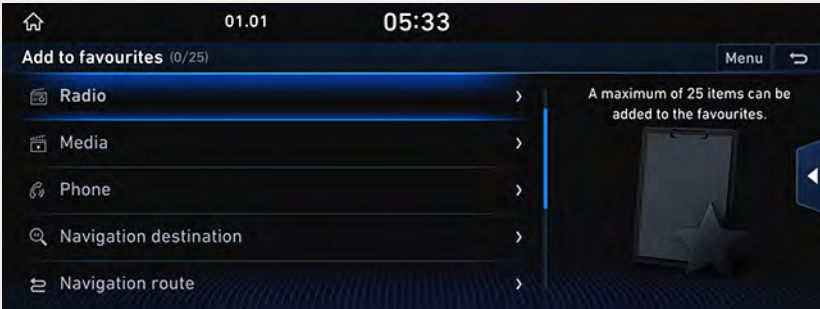 01.01 05:33
Add to favourites (0/25) Menu
Radio
Media
Phone
Navigation destination
Navigation route
A maximum of 25 items can be
added to the favourites.